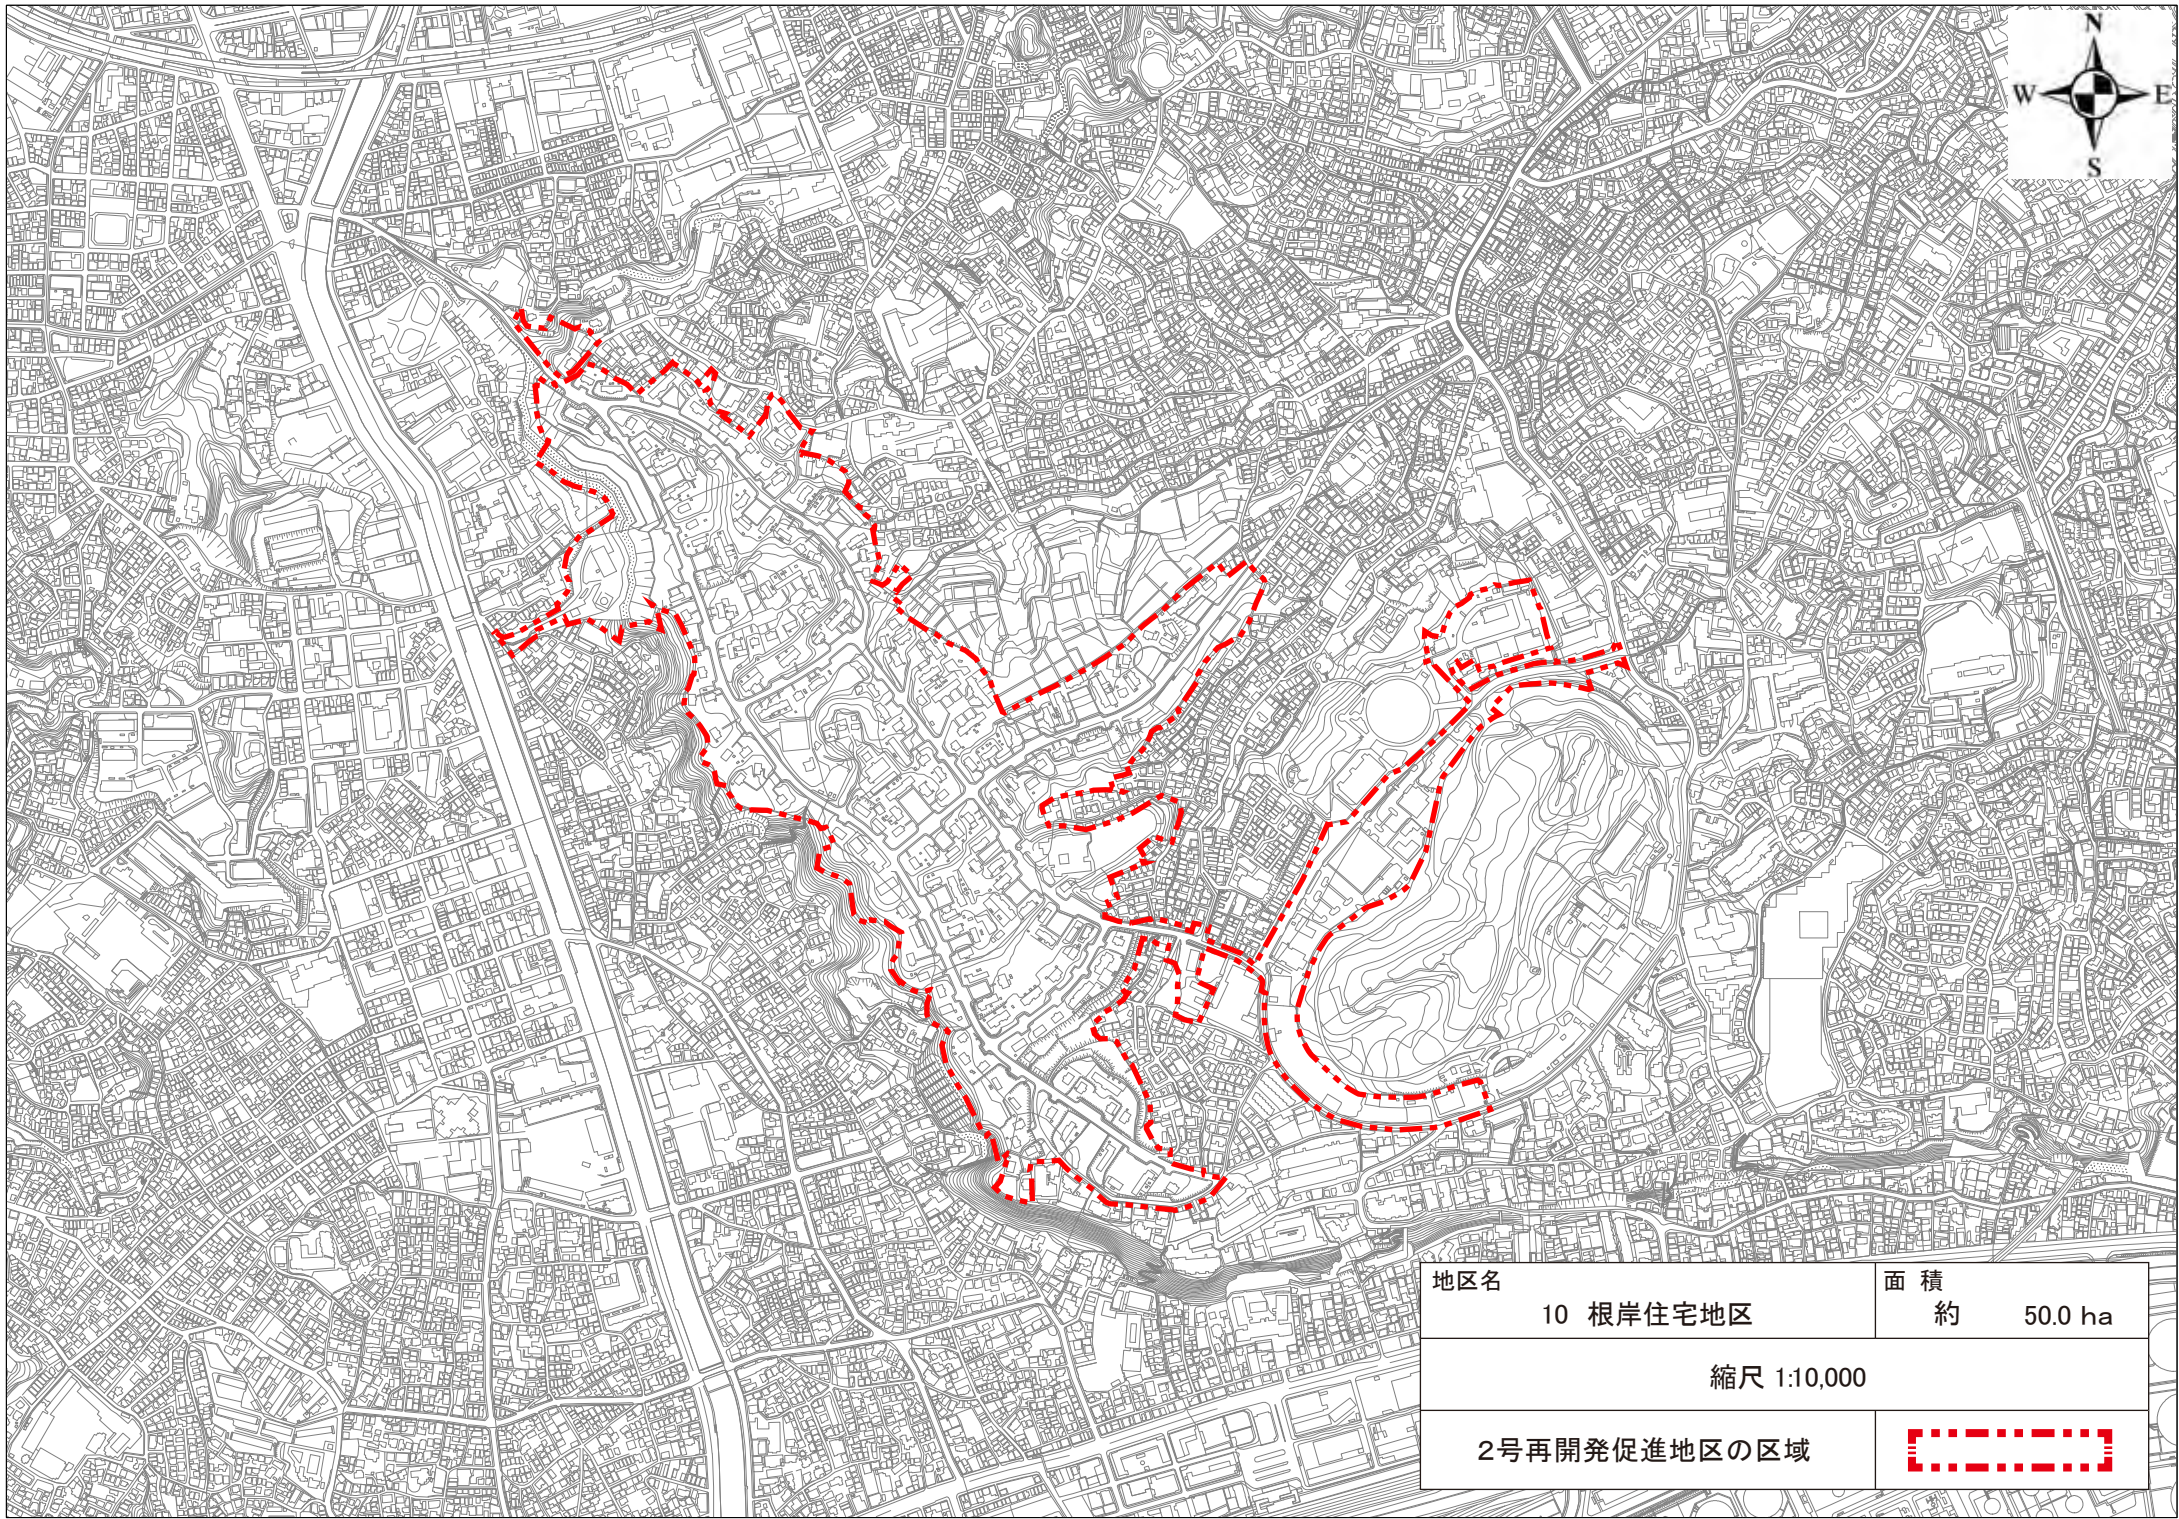 N
W E
S
地区名
10 根岸住宅地区
面 積
約 50.0 ha
縮尺 1:10,000
2号再開発促進地区の区域